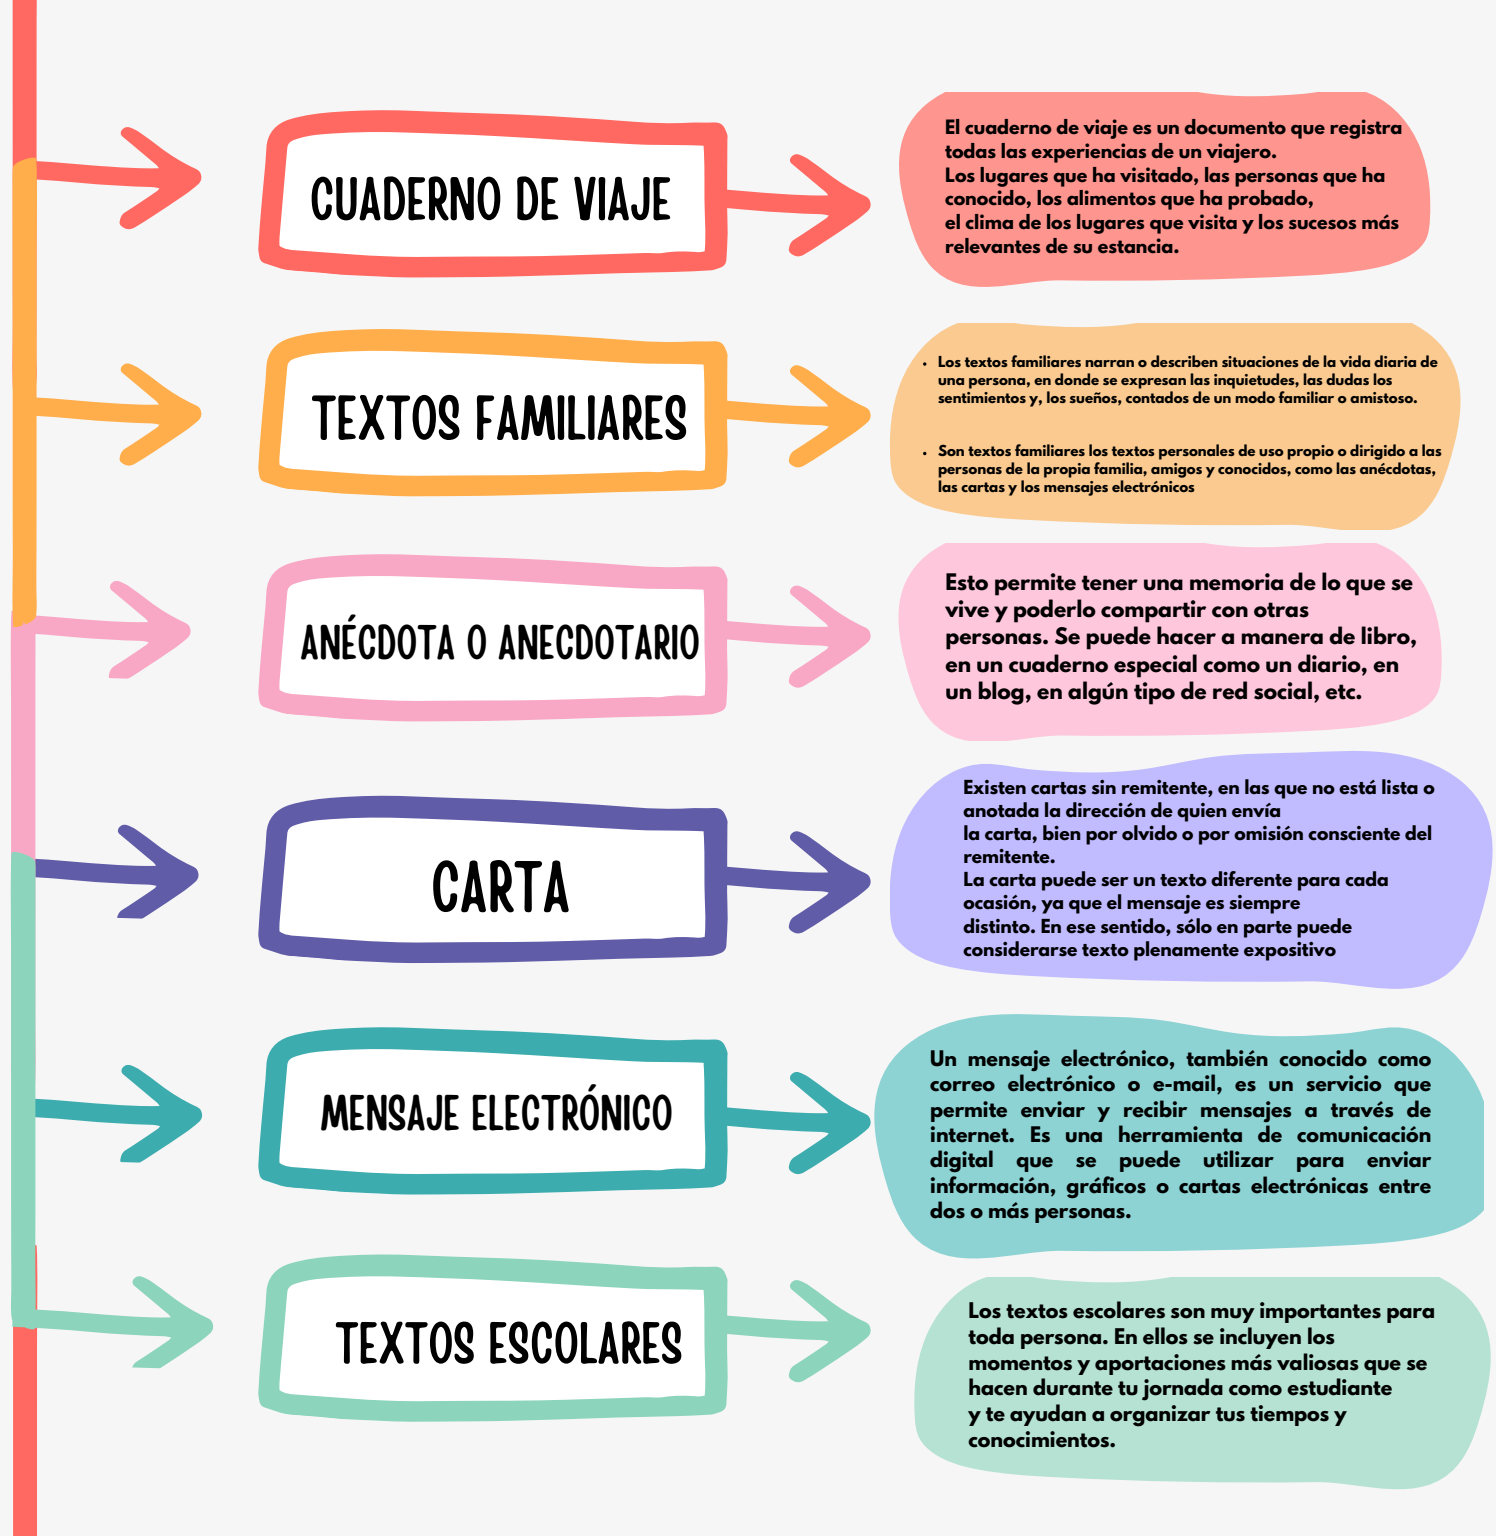 CUADERNO DE VIAJE
El cuaderno de viaje es un documento que registra
todas las experiencias de un viajero.
Los lugares que ha visitado, las personas que ha
conocido, los alimentos que ha probado,
el clima de los lugares que visita y los sucesos más
relevantes de su estancia.
TEXTOS FAMILIARES
• Los textos familiares narran o describen situaciones de la vida diaria de
una persona, en donde se expresan las inquietudes, las dudas los
sentimientos y, los sueños, contados de un modo familiar o amistoso.
• Son textos familiares los textos personales de uso propio o dirigido a las
personas de la propia familia, amigos y conocidos, como las anécdotas,
las cartas y los mensajes electrónicos
ANÉCDOTA O ANECDOTARIO
Esto permite tener una memoria de lo que se
vive y poderlo compartir con otras
personas. Se puede hacer a manera de libro,
en un cuaderno especial como un diario, en
un blog, en algún tipo de red social, etc.
CARTA
Existen cartas sin remitente, en las que no está lista o
anotada la dirección de quien envía
la carta, bien por olvido o por omisión consciente del
remitente.
La carta puede ser un texto diferente para cada
ocasión, ya que el mensaje es siempre
distinto. En ese sentido, sólo en parte puede
considerarse texto plenamente expositivo
MENSAJE ELECTRÓNICO
Un mensaje electrónico, también conocido como
correo electrónico o e-mail, es un servicio que
permite enviar y recibir mensajes a través de
internet. Es una herramienta de comunicación
digital que se puede utilizar para enviar
información, gráficos o cartas electrónicas entre
dos o más personas.
TEXTOS ESCOLARES
Los textos escolares son muy importantes para
toda persona. En ellos se incluyen los
momentos y aportaciones más valiosas que se
hacen durante tu jornada como estudiante
y te ayudan a organizar tus tiempos y
conocimientos.